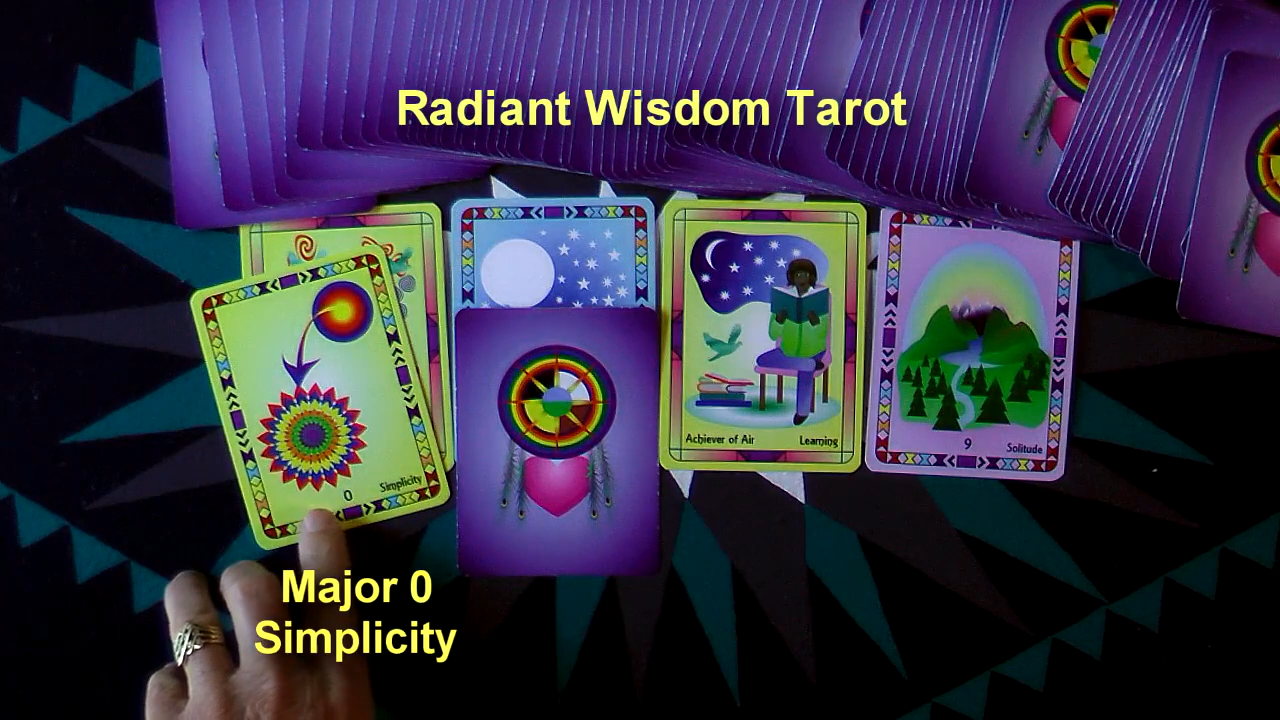 Radiant Wisdom Tarot
Achiever of Air Learning
9 Solitude
0 Simplicity
Major 0
Simplicity